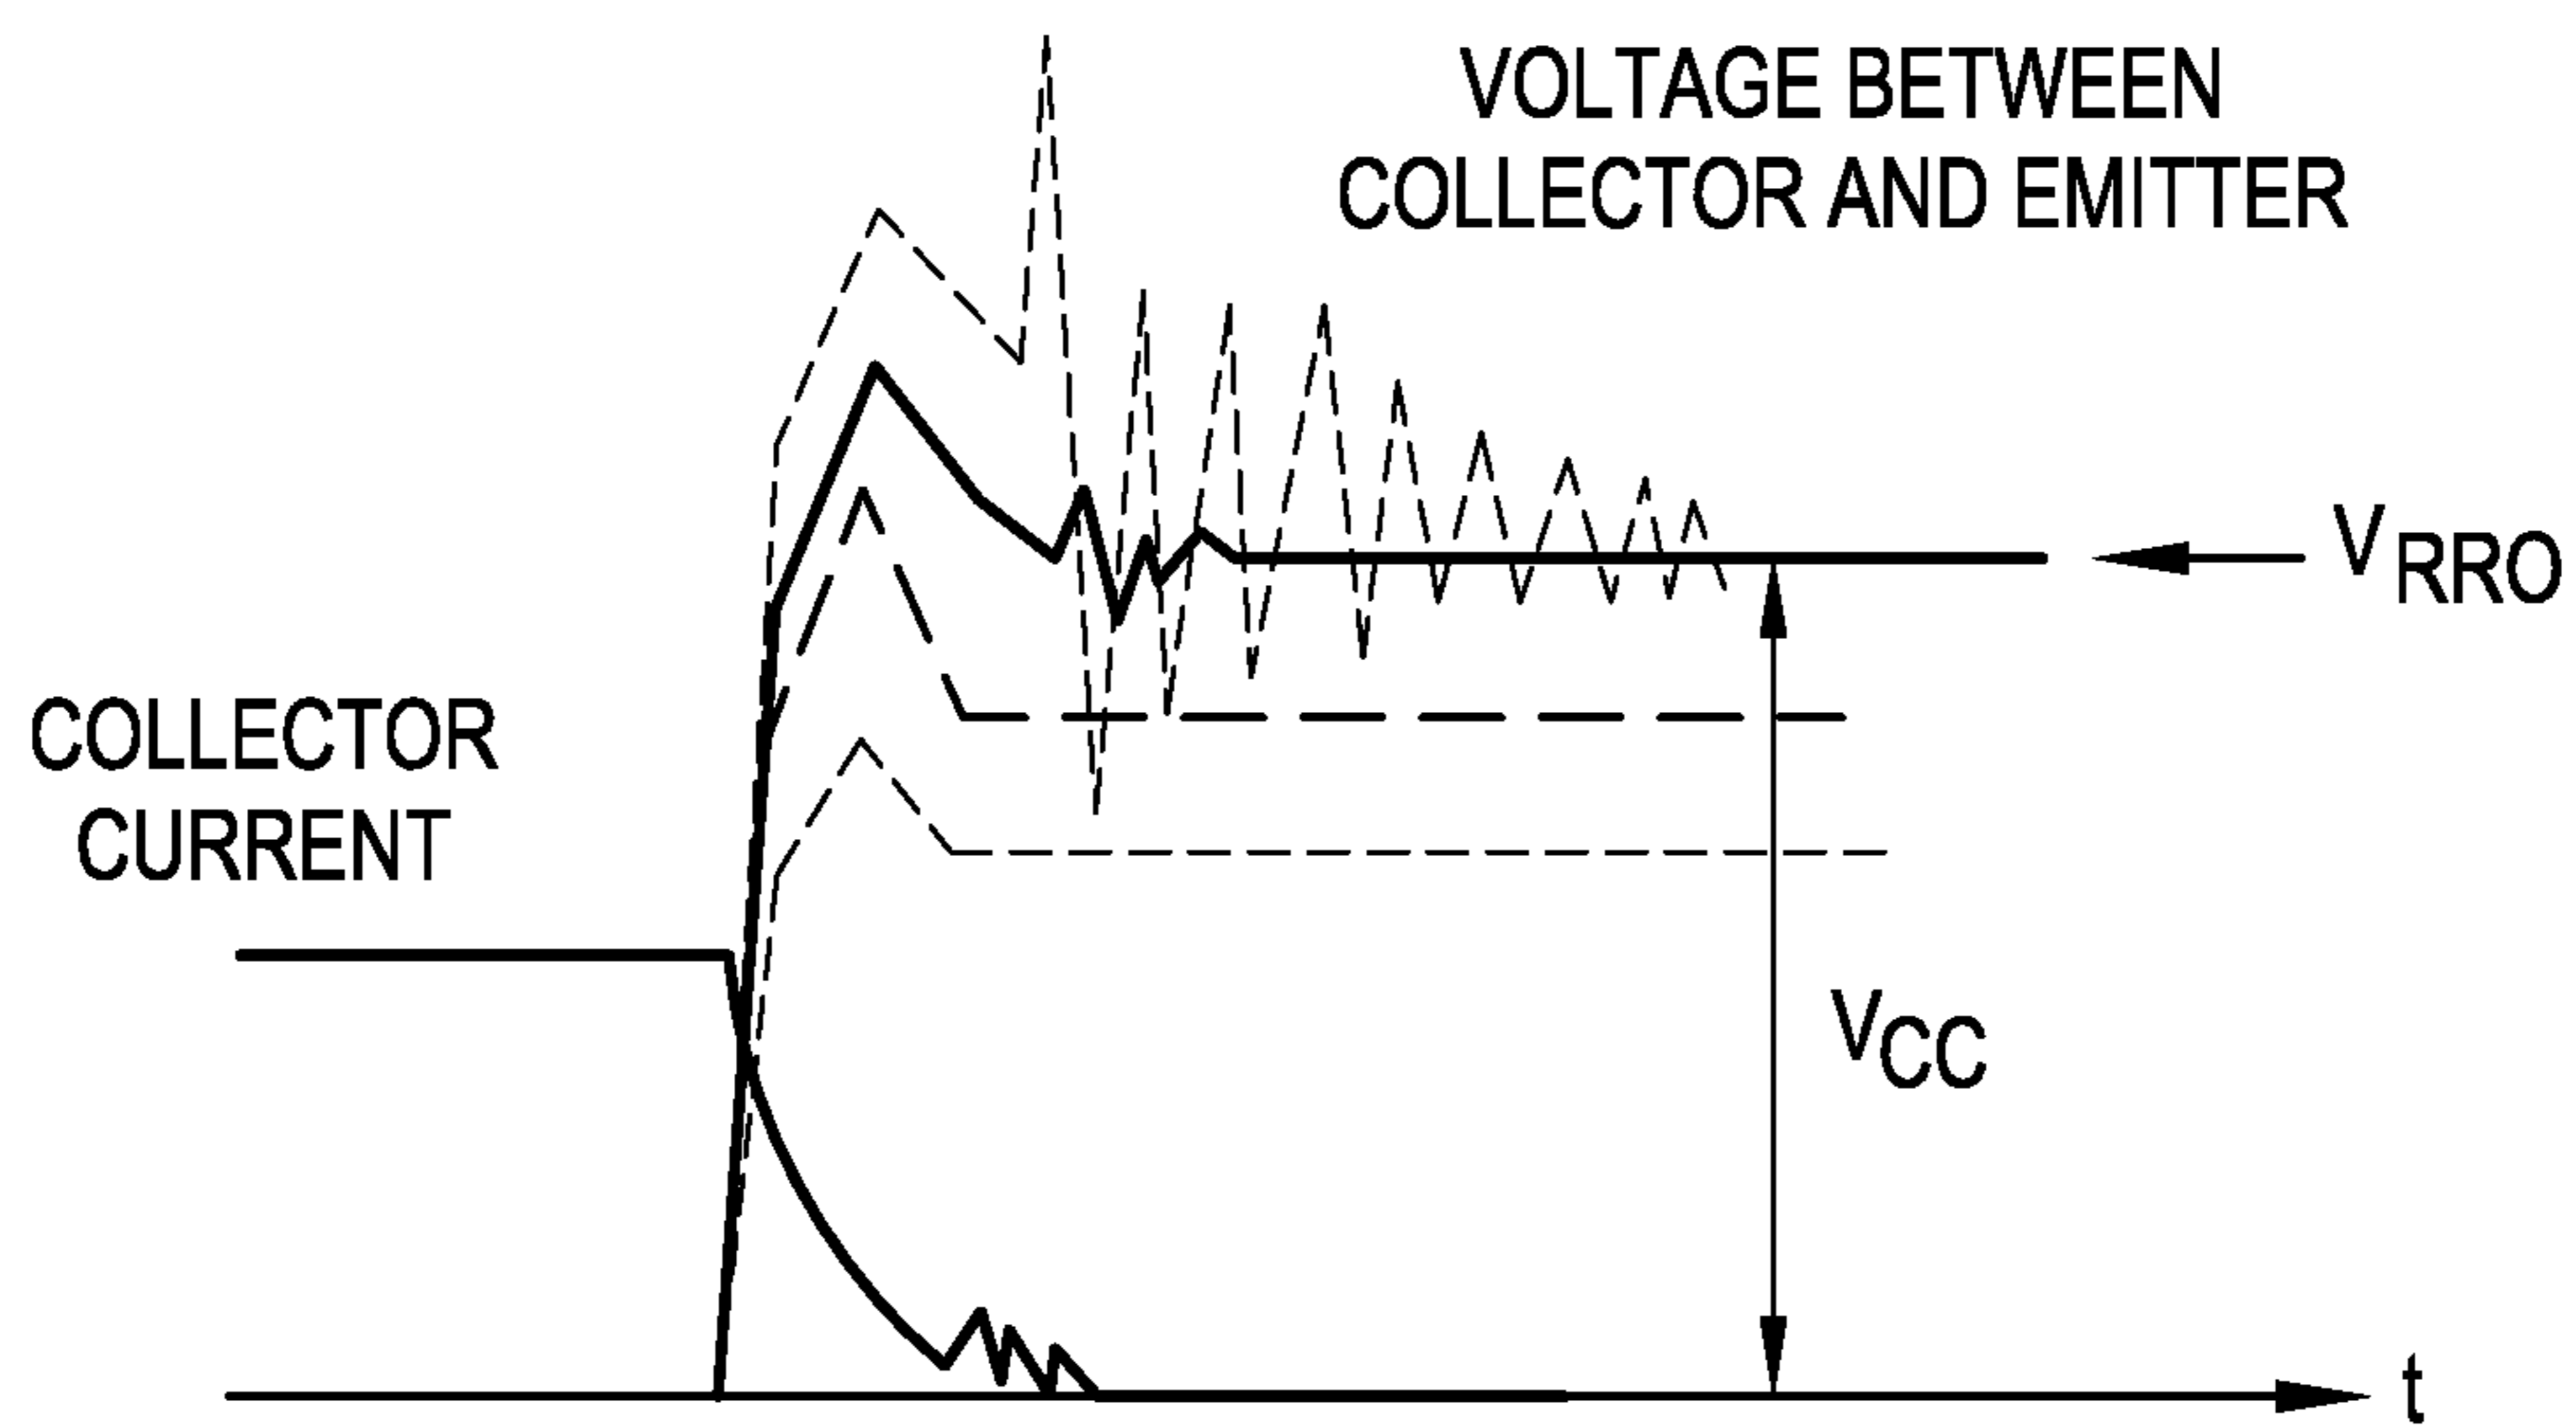 VOLTAGE BETWEEN
COLLECTOR AND EMITTER
VRRO
COLLECTOR
CURRENT
VCC
t